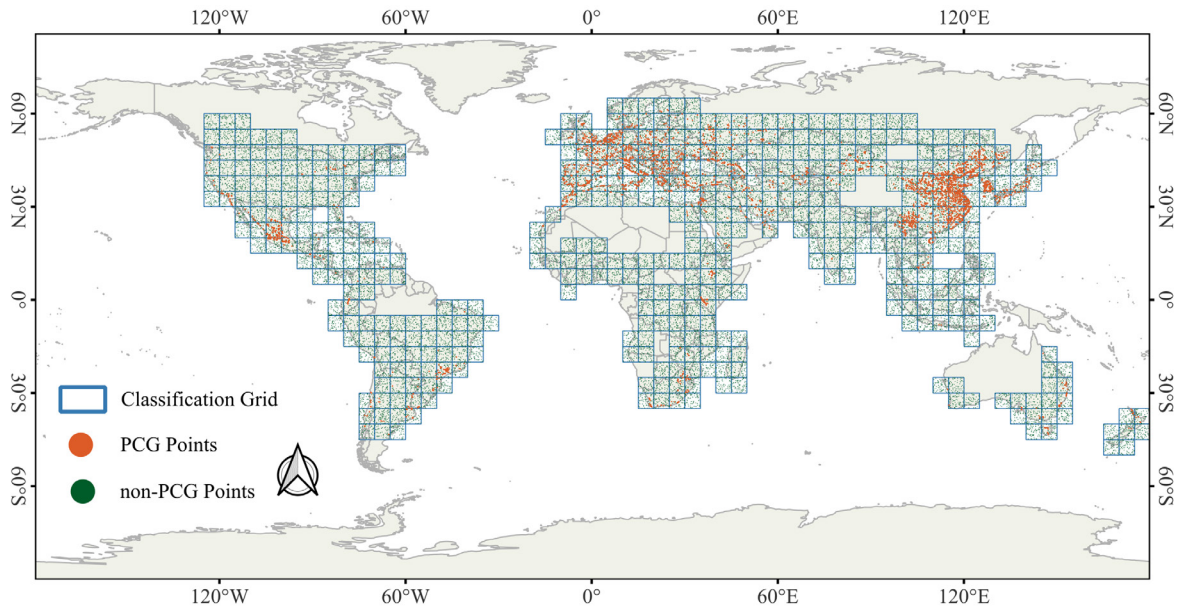 120°W 60°W 0° 60°E 120°E
60°N 60°N
30°N 30°N
0° 0°
30°S 30°S
60°S 60°S
Classification Grid
PCG Points
non-PCG Points
120°W 60°W 0° 60°E 120°E